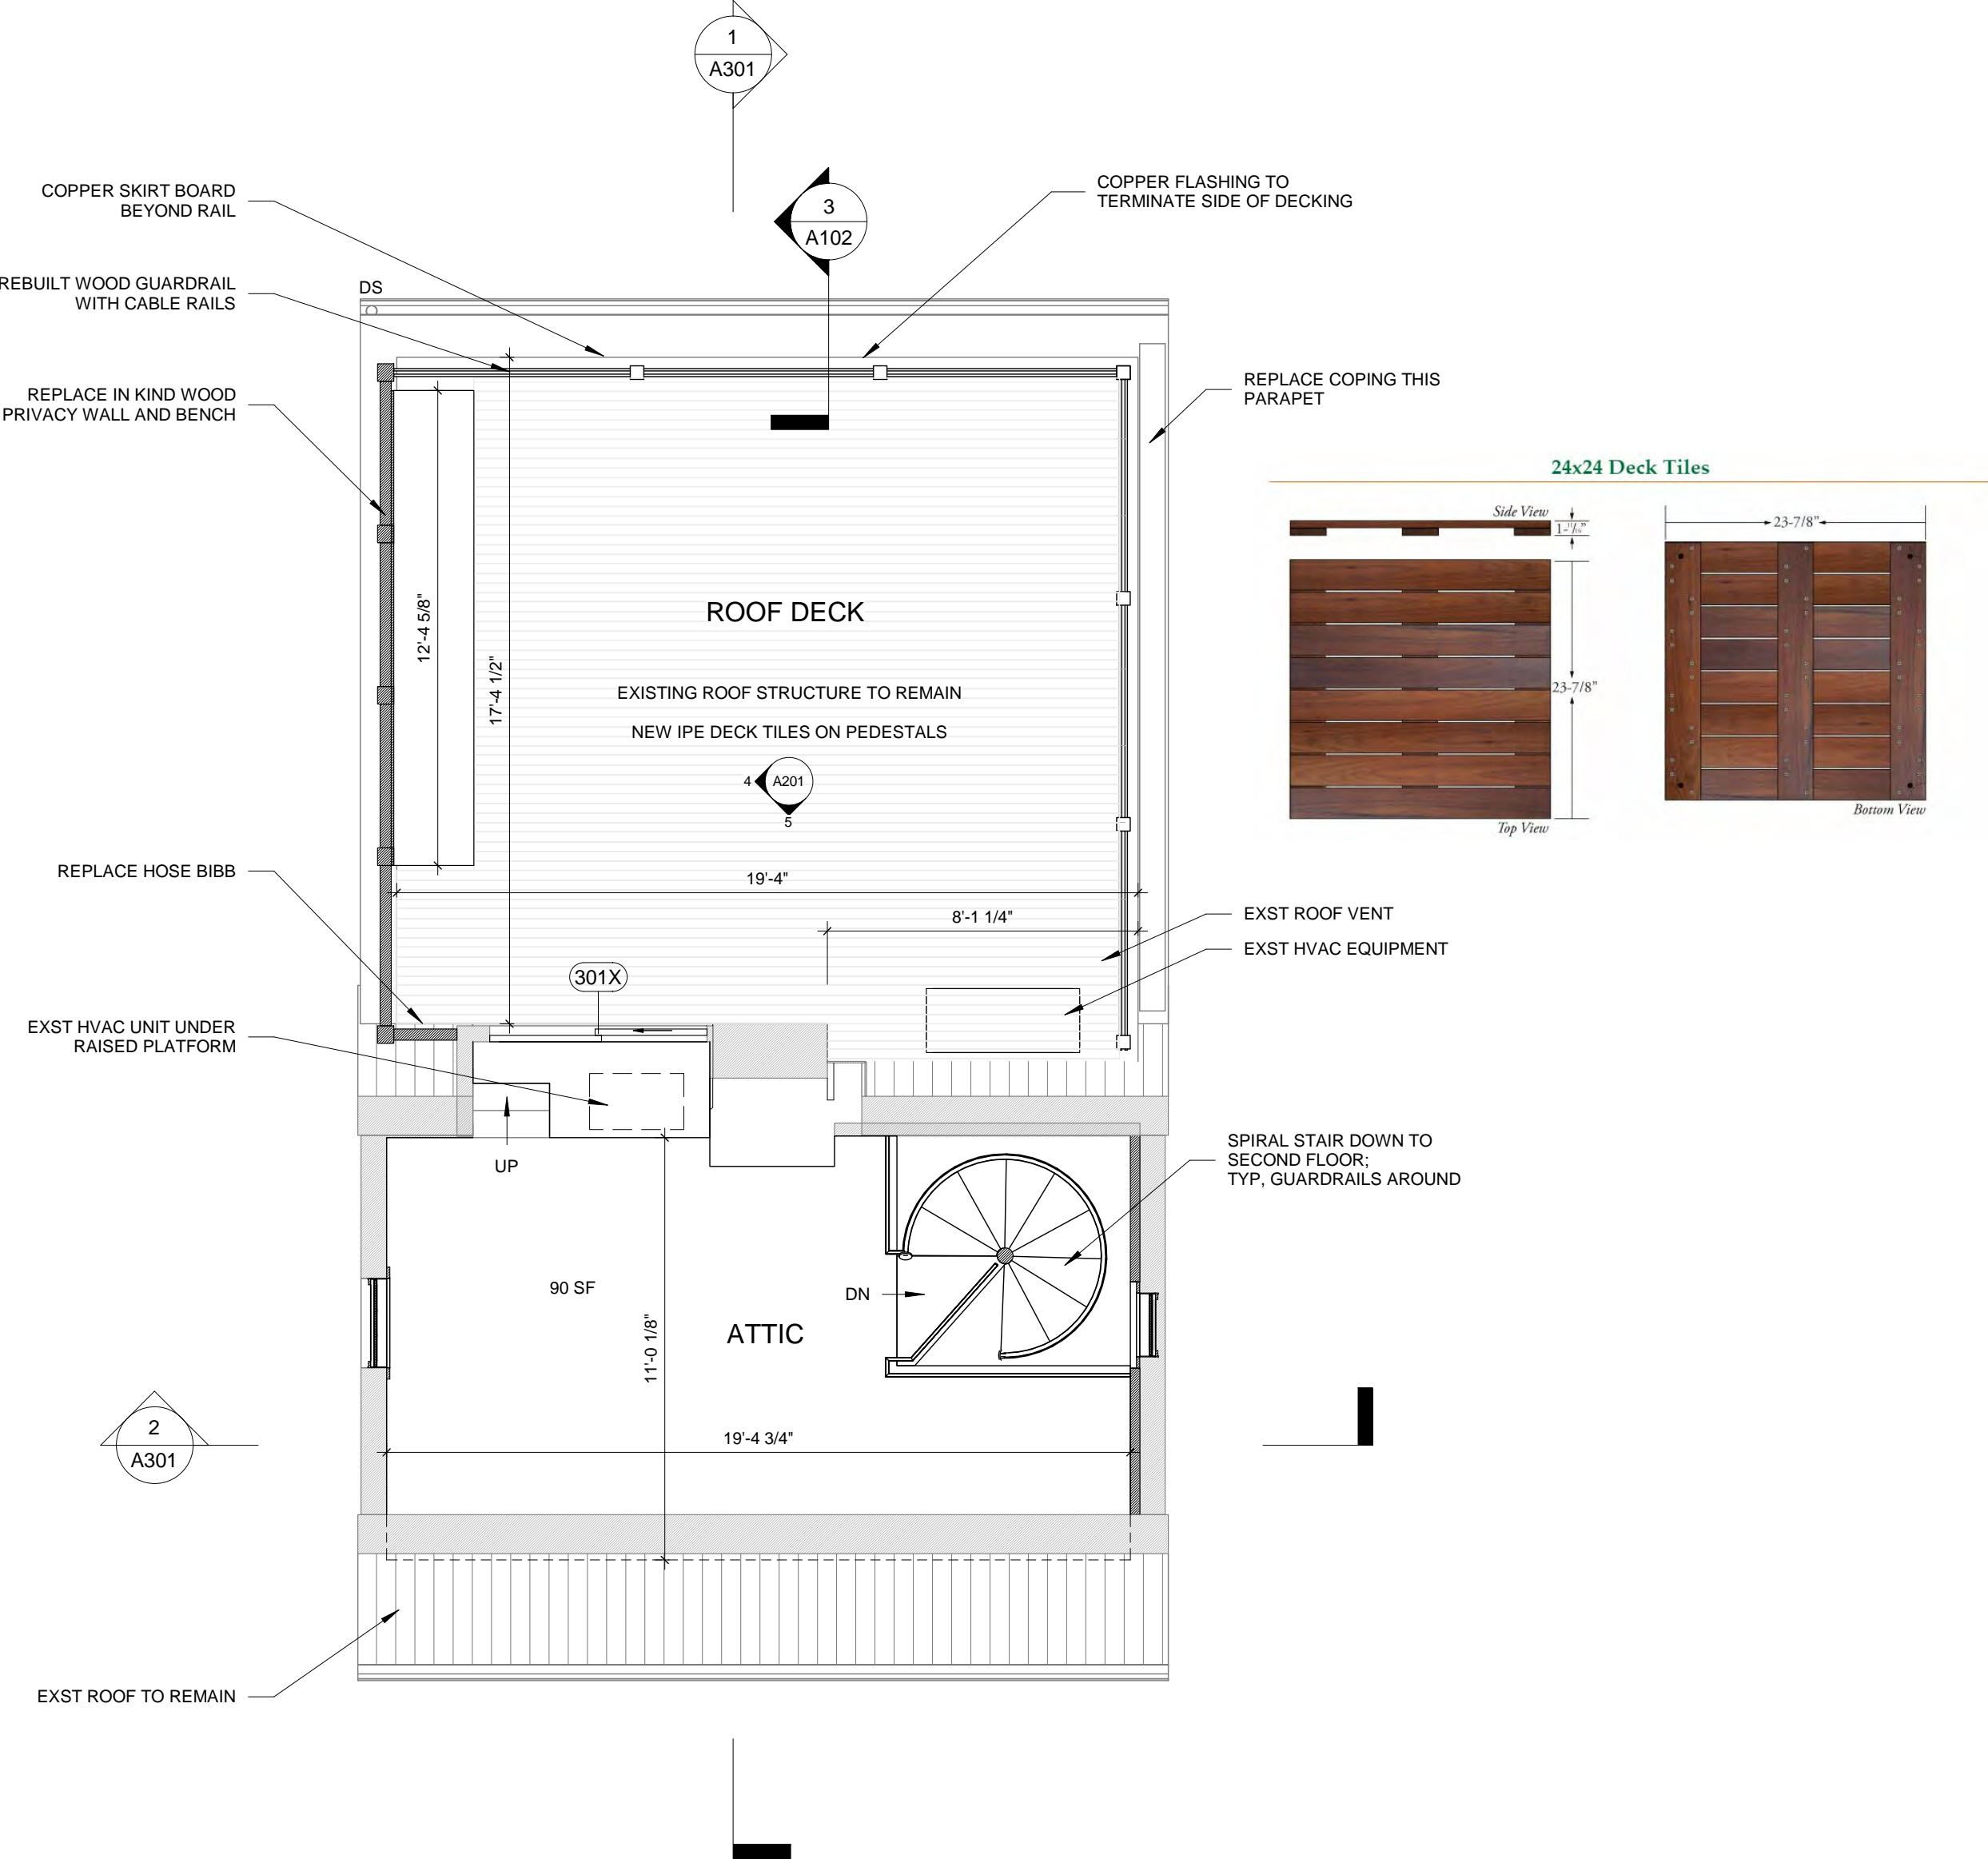 1
A301
3
A102
COPPER SKIRT BOARD
BEYOND RAIL
COPPER FLASHING TO
TERMINATE SIDE OF DECKING
REBUILT WOOD GUARDRAIL
WITH CABLE RAILS
DS
REPLACE IN KIND WOOD
PRIVACY WALL AND BENCH
REPLACE COPING THIS
PARAPET
24x24 Deck Tiles
Side View
1-11/16"
23-7/8"
23-7/8"
Top View
Bottom View
12'-4 5/8"
17'-4 1/2"
ROOF DECK
EXISTING ROOF STRUCTURE TO REMAIN
NEW IPE DECK TILES ON PEDESTALS
4
A201
5
REPLACE HOSE BIBB
19'-4"
8'-1 1/4"
EXST ROOF VENT
EXST HVAC EQUIPMENT
301X
EXST HVAC UNIT UNDER
RAISED PLATFORM
UP
SPIRAL STAIR DOWN TO
SECOND FLOOR;
TYP, GUARDRAILS AROUND
90 SF
DN
ATTIC
11'-0 1/8"
19'-4 3/4"
2
A301
EXST ROOF TO REMAIN